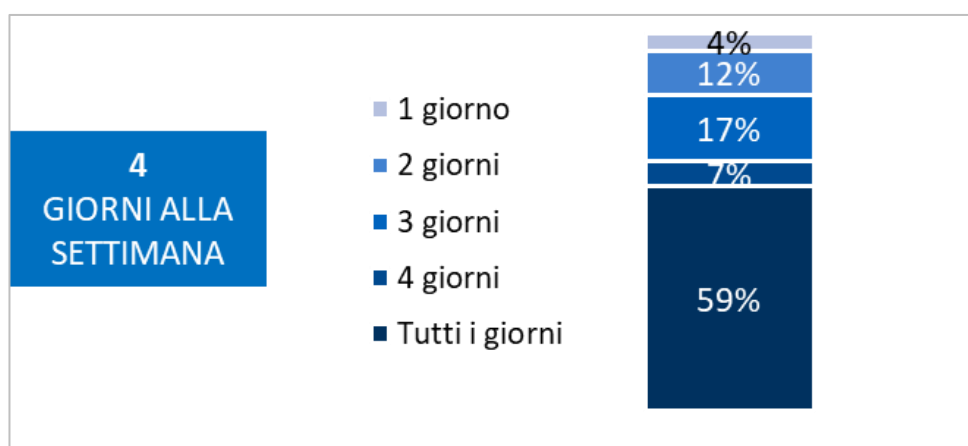 4
GIORNI ALLA
SETTIMANA
1 giorno
2 giorni
3 giorni
4 giorni
Tutti i giorni
4%
12%
17%
7%
59%